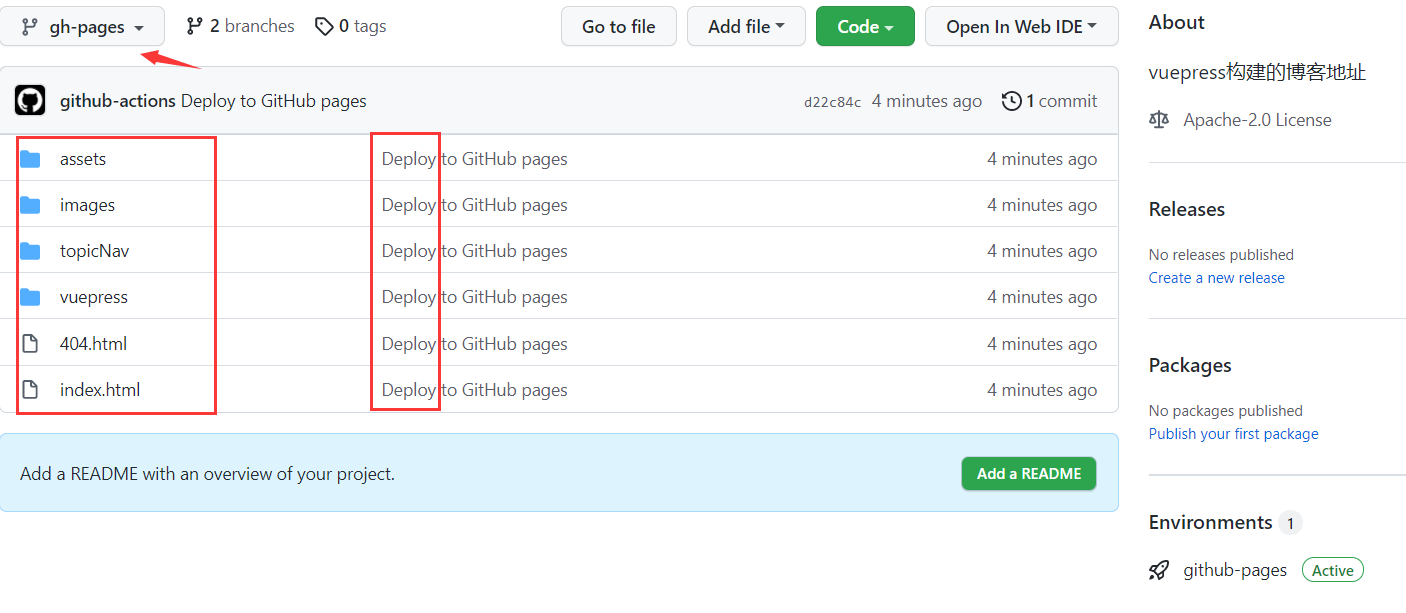 gh-pages 2 branches 0 tags Go to file Add file Code Open In Web IDE
github-actions Deploy to GitHub pages d22c84c 4 minutes ago 1 commit
assets Deploy to GitHub pages 4 minutes ago
images Deploy to GitHub pages 4 minutes ago
topicNav Deploy to GitHub pages 4 minutes ago
vuepress Deploy to GitHub pages 4 minutes ago
404.html Deploy to GitHub pages 4 minutes ago
index.html Deploy to GitHub pages 4 minutes ago
Add a README with an overview of your project. Add a README
About
vuepress构建的博客地址
Apache-2.0 License
Releases
No releases published
Create a new release
Packages
No packages published
Publish your first package
Environments 1
github-pages Active